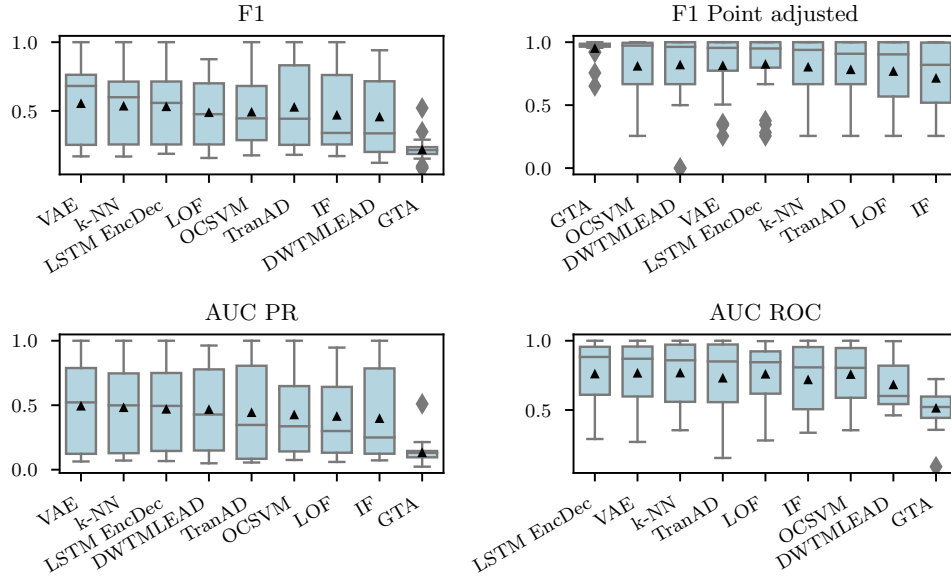 F1
1.0
0.5
VAE
k-NN
LSTM EncDec
LOF
OCSVM
TranAD
IF
DWTMLEAD
GTA
F1 Point adjusted
1.0
0.5
0.0
GTA
OCSVM
DWTMLEAD
VAE
LSTM EncDec
k-NN
TranAD
LOF
IF
AUC PR
1.0
0.5
0.0
VAE
k-NN
LSTM EncDec
DWTMLEAD
TranAD
OCSVM
LOF
IF
GTA
AUC ROC
1.0
0.5
LSTM EncDec
VAE
k-NN
TranAD
LOF
IF
OCSVM
DWTMLEAD
GTA